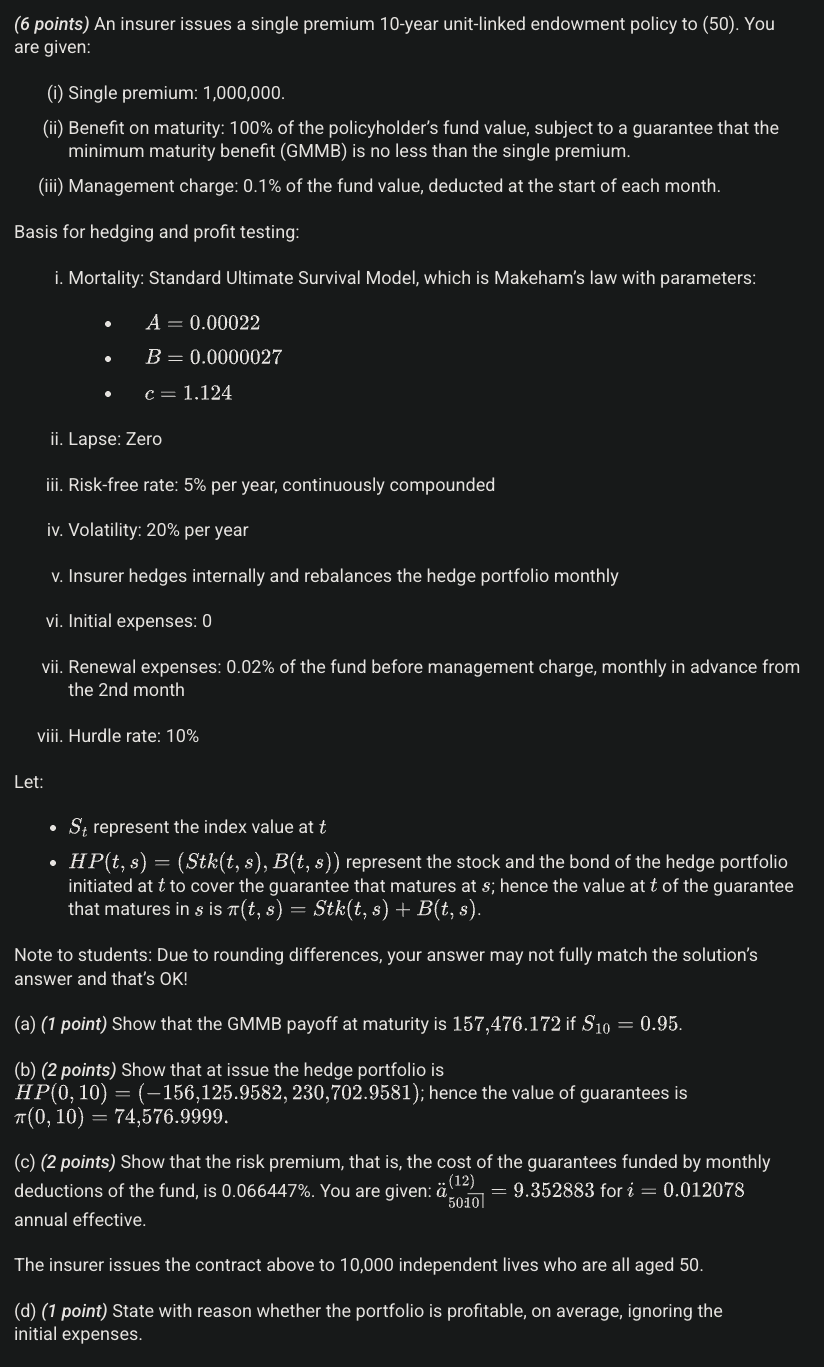 (6 points) An insurer issues a single premium 10-year unit-linked endowment policy to (50). You
are given:
(i) Single premium: 1,000,000.
(ii) Benefit on maturity: 100% of the policyholder's fund value, subject to a guarantee that the
minimum maturity benefit (GMMB) is no less than the single premium.
(iii) Management charge: 0.1% of the fund value, deducted at the start of each month.
Basis for hedging and profit testing:
i. Mortality: Standard Ultimate Survival Model, which is Makeham's law with parameters:
• A = 0.00022
• B = 0.0000027
• c = 1.124
ii. Lapse: Zero
iii. Risk-free rate: 5% per year, continuously compounded
iv. Volatility: 20% per year
v. Insurer hedges internally and rebalances the hedge portfolio monthly
vi. Initial expenses: 0
vii. Renewal expenses: 0.02% of the fund before management charge, monthly in advance from
the 2nd month
viii. Hurdle rate: 10%
Let:
• S_t represent the index value at t
• HP(t, s) = (Stk(t, s), B(t, s)) represent the stock and the bond of the hedge portfolio
initiated at t to cover the guarantee that matures at s; hence the value at t of the guarantee
that matures in s is π(t, s) = Stk(t, s) + B(t, s).
Note to students: Due to rounding differences, your answer may not fully match the solution's
answer and that's OK!
(a) (1 point) Show that the GMMB payoff at maturity is 157,476.172 if S_10 = 0.95.
(b) (2 points) Show that at issue the hedge portfolio is
HP(0, 10) = (−156,125.9582, 230,702.9581); hence the value of guarantees is
π(0, 10) = 74,576.9999.
(c) (2 points) Show that the risk premium, that is, the cost of the guarantees funded by monthly
deductions of the fund, is 0.066447%. You are given: ä^(12)_50:10| = 9.352883 for i = 0.012078
annual effective.
The insurer issues the contract above to 10,000 independent lives who are all aged 50.
(d) (1 point) State with reason whether the portfolio is profitable, on average, ignoring the
initial expenses.